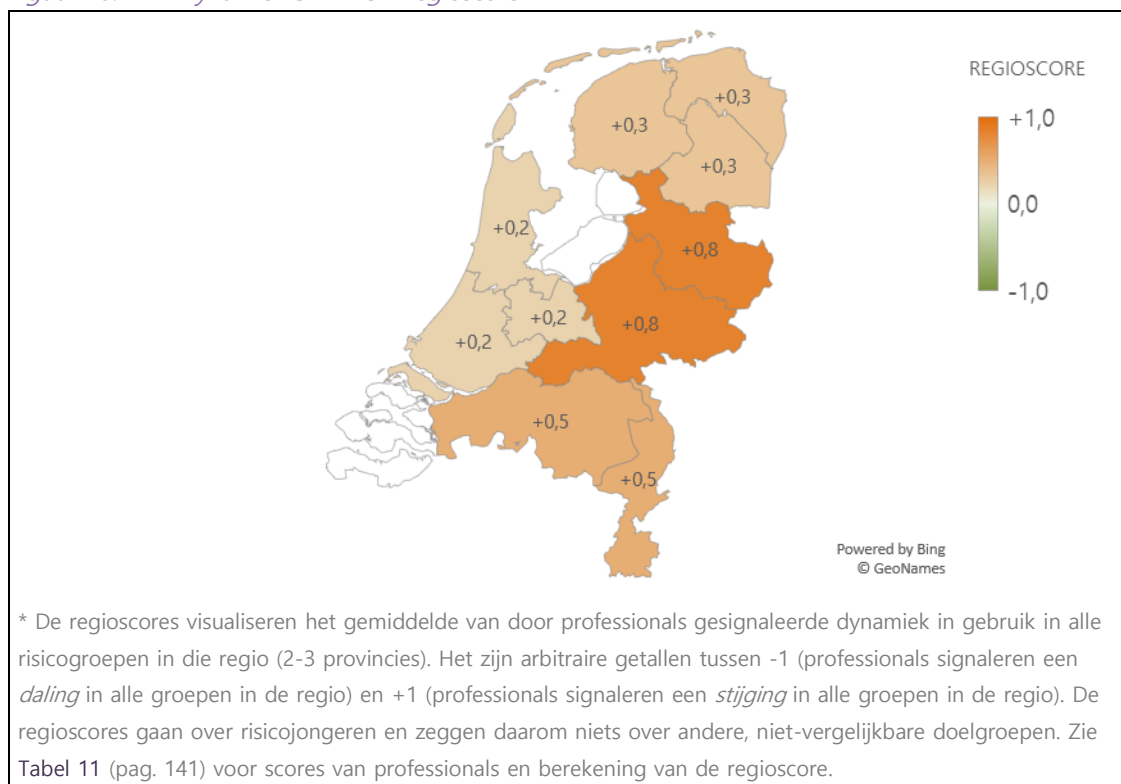 REGIOSCORE
+1,0
0,0
-1,0
+0,3
+0,3
+0,3
+0,2
+0,8
+0,2
+0,8
+0,2
+0,5
+0,5
Powered by Bing
© GeoNames
* De regioscores visualiseren het gemiddelde van door professionals gesignaleerde dynamiek in gebruik in alle
risicogroepen in die regio (2-3 provincies). Het zijn arbitraire getallen tussen -1 (professionals signaleren een
daling in alle groepen in de regio) en +1 (professionals signaleren een stijging in alle groepen in de regio). De
regioscores gaan over risicojongeren en zeggen daarom niets over andere, niet-vergelijkbare doelgroepen. Zie
Tabel 11 (pag. 141) voor scores van professionals en berekening van de regioscore.